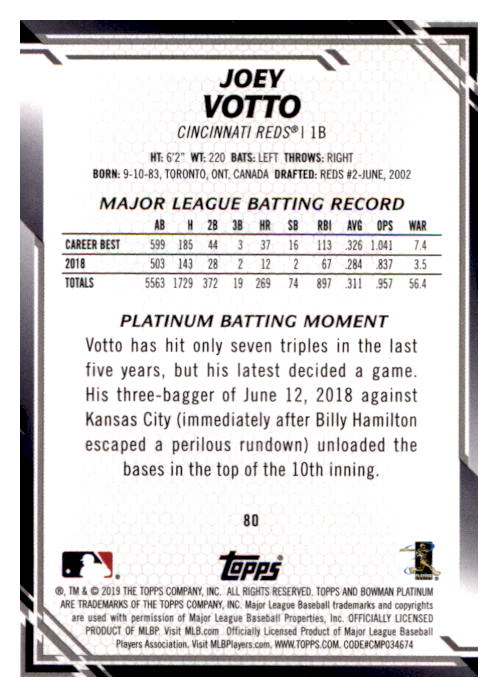 JOEY
VOTTO
CINCINNATI REDS® | 1B
HT: 6'2" WT: 220 BATS: LEFT THROWS: RIGHT
BORN: 9-10-83, TORONTO, ONT, CANADA DRAFTED: REDS #2-JUNE, 2002
MAJOR LEAGUE BATTING RECORD
AB H 2B 3B HR SB RBI AVG OPS WAR
CAREER BEST 599 185 44 3 37 16 113 .326 1.041 7.4
2018 503 143 28 2 12 2 67 .284 .837 3.5
TOTALS 5563 1729 372 19 269 74 897 .311 .957 56.4
PLATINUM BATTING MOMENT
Votto has hit only seven triples in the last
five years, but his latest decided a game.
His three-bagger of June 12, 2018 against
Kansas City (immediately after Billy Hamilton
escaped a perilous rundown) unloaded the
bases in the top of the 10th inning.
80
topps
®, TM & © 2019 THE TOPPS COMPANY, INC. ALL RIGHTS RESERVED. TOPPS AND BOWMAN PLATINUM
ARE TRADEMARKS OF THE TOPPS COMPANY, INC. Major League Baseball trademarks and copyrights
are used with permission of Major League Baseball Properties, Inc. OFFICIALLY LICENSED
PRODUCT OF MLBP. Visit MLB.com Officially Licensed Product of Major League Baseball
Players Association. Visit MLBPlayers.com, WWW.TOPPS.COM. CODE#CMP034674